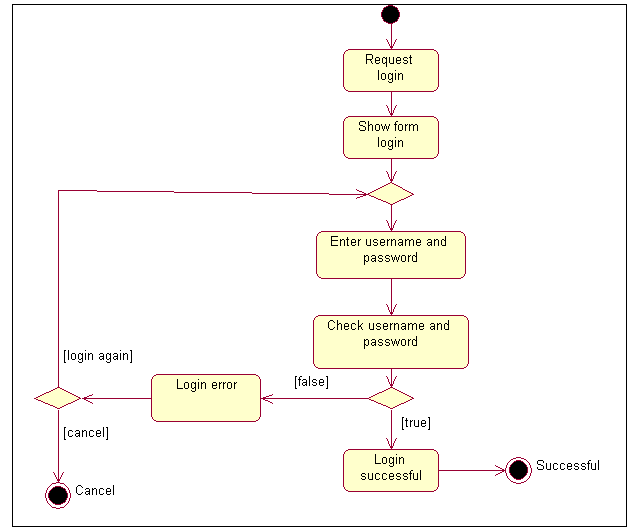 Request
login
Show form
login
Enter username and
password
Check username and
password
[login again]
Login error
[false]
[true]
[cancel]
Login
successful
Successful
Cancel